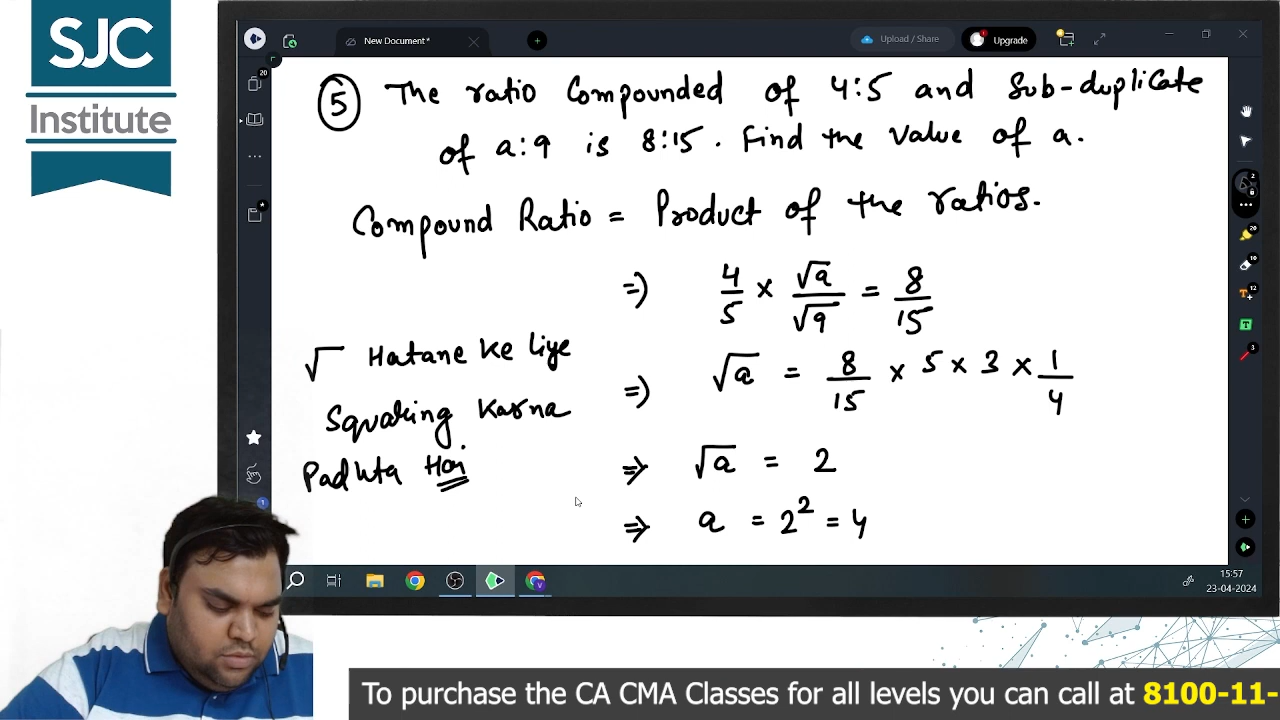 SJC
Institute
New Document*
Upload / Share
Upgrade
⑤ The ratio Compounded of 4:5 and Sub-duplicate
of a:9 is 8:15. Find the value of a.
Compound Ratio = Product of the ratios.
=) 4/5 × √a/√9 = 8/15
√ Hatane Ke liye
Squaring Karna
Padhta Hai
=) √a = 8/15 × 5 × 3 × 1/4
=> √a = 2
=> a = 2² = 4
15:57
23-04-2024
To purchase the CA CMA Classes for all levels you can call at 8100-11-